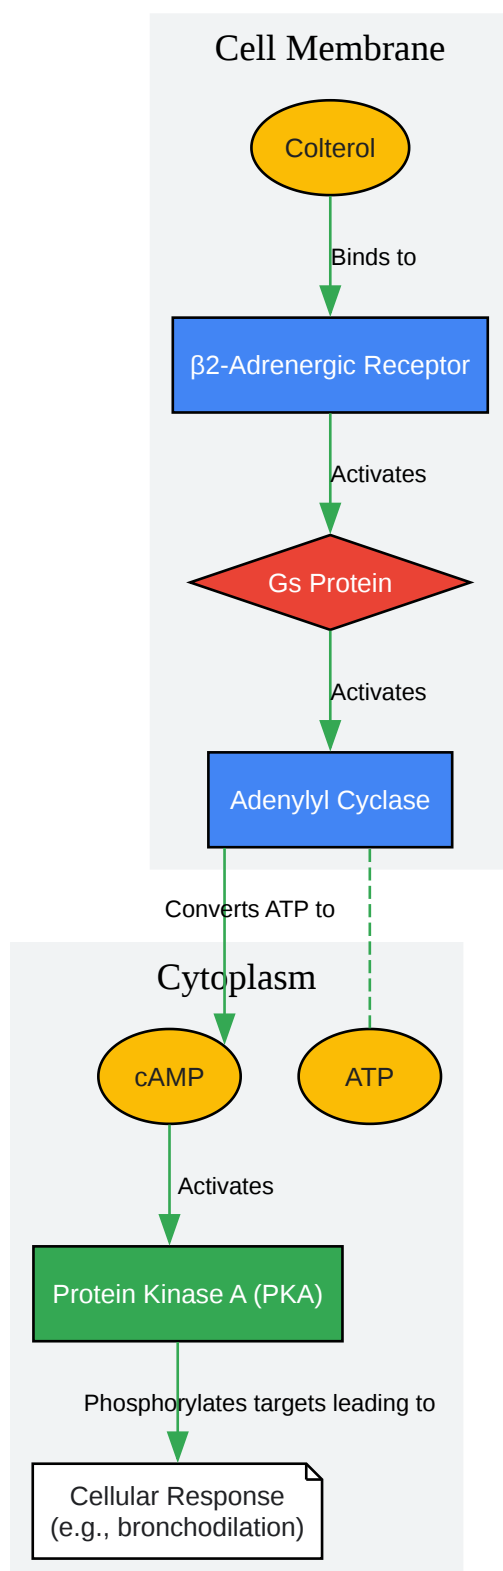 Cell Membrane
Colterol
Binds to
β2-Adrenergic Receptor
Activates
Gs Protein
Activates
Adenylyl Cyclase
Converts ATP to
Cytoplasm
cAMP
ATP
Activates
Protein Kinase A (PKA)
Phosphorylates targets leading to
Cellular Response
(e.g., bronchodilation)